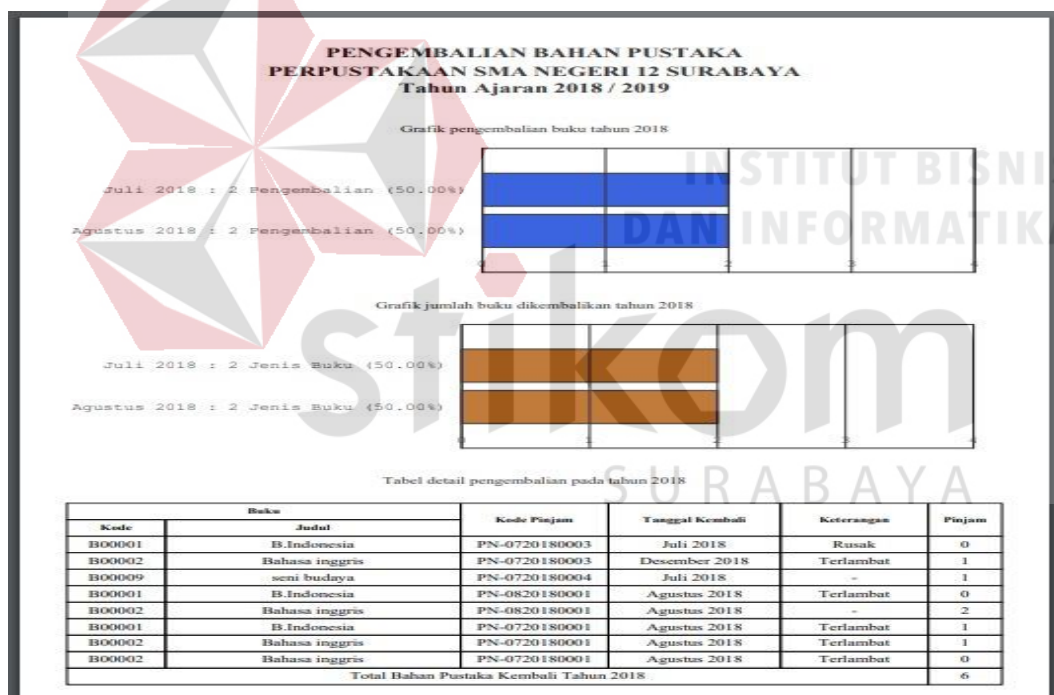 PENGEMBALIAN BAHAN PUSTAKA
PERPUSTAKAAN SMA NEGERI 12 SURABAYA
Tahun Ajaran 2018 / 2019
Grafik pengembalian buku tahun 2018
INSTITUT BISNI
Juli 2018 : 2 Pengembalian (50.00%)
Agustus 2018 : 2 Pengembalian (50.00%)
DAN INFORMATIKA
0 1 2 3 4
Grafik jumlah buku dikembalikan tahun 2018
stikom
Juli 2018 : 2 Jenis Buku (50.00%)
Agustus 2018 : 2 Jenis Buku (50.00%)
0 1 2 3 4
SURABAYA
Tabel detail pengembalian pada tahun 2018
Buku Kode Pinjam Tanggal Kembali Keterangan Pinjam
Kode Judul
B00001 B.Indonesia PN-0720180003 Juli 2018 Rusak 0
B00002 Bahasa inggris PN-0720180003 Desember 2018 Terlambat 1
B00009 seni budaya PN-0720180004 Juli 2018 - 1
B00001 B.Indonesia PN-0820180001 Agustus 2018 Terlambat 0
B00002 Bahasa inggris PN-0820180001 Agustus 2018 - 2
B00001 B.Indonesia PN-0720180001 Agustus 2018 Terlambat 1
B00002 Bahasa inggris PN-0720180001 Agustus 2018 Terlambat 1
B00002 Bahasa inggris PN-0720180001 Agustus 2018 Terlambat 0
Total Bahan Pustaka Kembali Tahun 2018 6